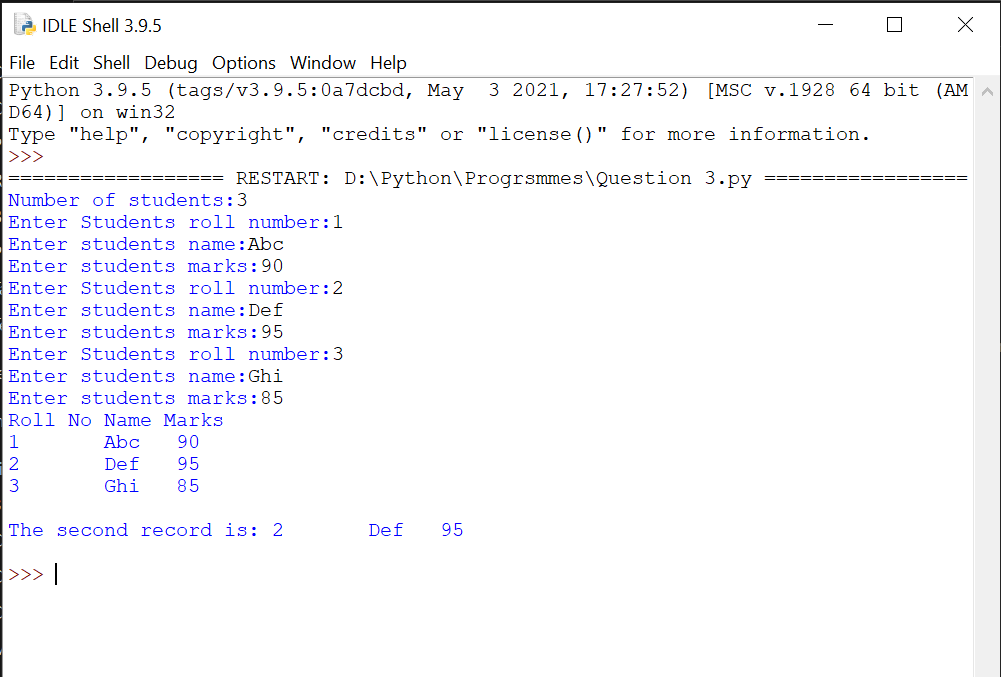 IDLE Shell 3.9.5
File Edit Shell Debug Options Window Help
Python 3.9.5 (tags/v3.9.5:0a7dcbd, May  3 2021, 17:27:52) [MSC v.1928 64 bit (AM
D64)] on win32
Type "help", "copyright", "credits" or "license()" for more information.
>>>
================== RESTART: D:\Python\Progrsmmes\Question 3.py =================
Number of students:3
Enter Students roll number:1
Enter students name:Abc
Enter students marks:90
Enter Students roll number:2
Enter students name:Def
Enter students marks:95
Enter Students roll number:3
Enter students name:Ghi
Enter students marks:85
Roll No Name Marks
1       Abc   90
2       Def   95
3       Ghi   85
The second record is: 2       Def   95
>>>